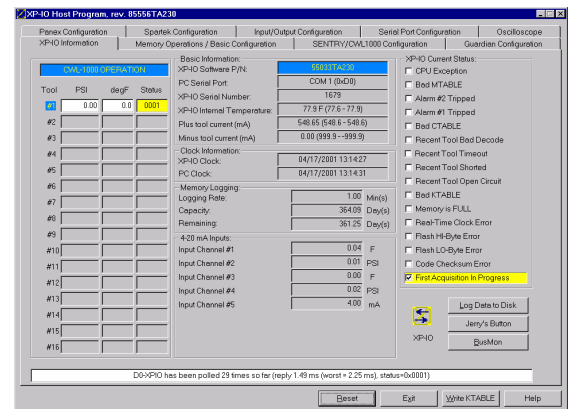 XP-IO Host Program, rev. 85556TA230
Panex Configuration
Spartek Configuration
Input/Output Configuration
Serial Port Configuration
Oscilloscope
XP-IO Information
Memory Operations / Basic Configuration
SENTRY/CWL1000 Configuration
Guardian Configuration
CWL-1000 OPERATION
Tool PSI degF Status
#1 0.00 0.0 0001
#2
#3
#4
#5
#6
#7
#8
#9
#10
#11
#12
#13
#14
#15
#16
Basic Information:
XP-IO Software P/N: 55033TA230
PC Serial Port: COM 1 (0xD0)
XP-IO Serial Number: 1679
XP-IO Internal Temperature: 77.9 F (77.6 - 77.9)
Plus tool current (mA) 548.65 (548.6 - 548.6)
Minus tool current (mA) 0.00 (999.9 - -999.9)
Clock Information:
XP-IO Clock: 04/17/2001 13:14:27
PC Clock: 04/17/2001 13:14:31
Memory Logging:
Logging Rate: 1.00 Min(s)
Capacity: 364.09 Day(s)
Remaining: 361.25 Day(s)
4-20 mA Inputs:
Input Channel #1 0.04 F
Input Channel #2 0.01 PSI
Input Channel #3 0.00 F
Input Channel #4 0.02 PSI
Input Channel #5 4.00 mA
XP-IO Current Status:
CPU Exception
Bad MTABLE
Alarm #2 Tripped
Alarm #1 Tripped
Bad CTABLE
Recent Tool Bad Decode
Recent Tool Timeout
Recent Tool Shorted
Recent Tool Open Circuit
Bad KTABLE
Memory is FULL
Real-Time Clock Error
Flash HI-Byte Error
Flash LO-Byte Error
Code Checksum Error
First Acquisition In Progress
XP-IO
Log Data to Disk
Jerry's Button
BusMon
D0-XPIO has been polled 29 times so far (reply 1.49 ms (worst = 2.25 ms), status=0x0001)
Reset
Exit
Write KTABLE
Help